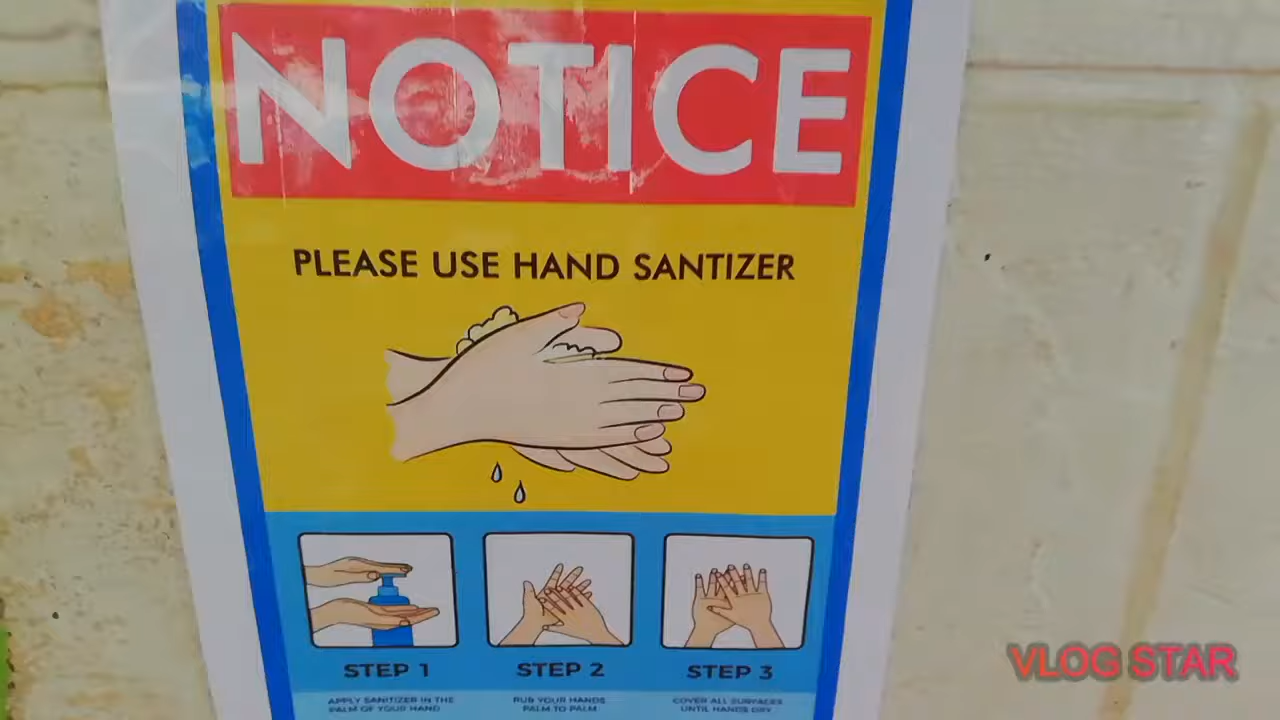 NOTICE
PLEASE USE HAND SANTIZER
STEP 1
STEP 2
STEP 3
APPLY SANITIZER IN THE
PALM OF YOUR HAND
RUB YOUR HANDS
PALM TO PALM
COVER ALL SURFACES
UNTIL HANDS DRY
VLOG STAR